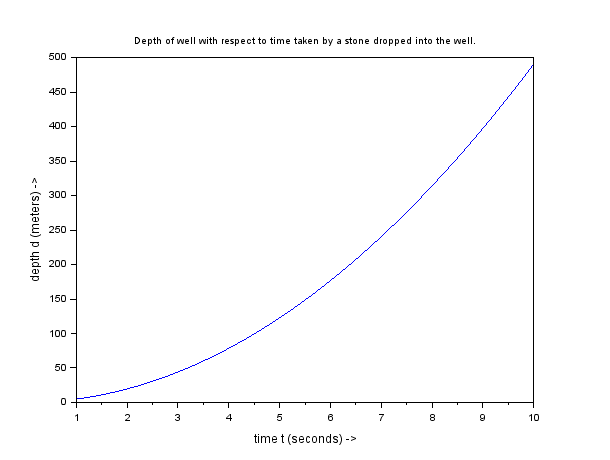 Depth of well with respect to time taken by a stone dropped into the well.
500
450
400
350
300
250
200
150
100
50
0
depth d (meters) ->
1 2 3 4 5 6 7 8 9 10
time t (seconds) ->